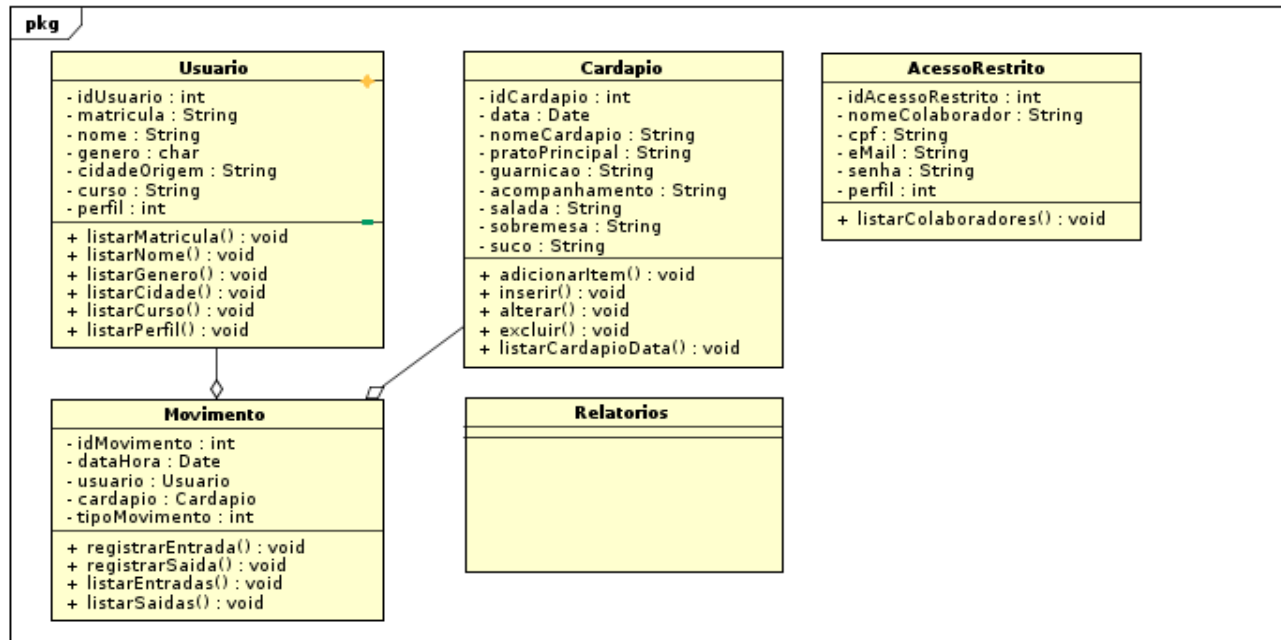 pkg
Usuario
- idUsuario : int
- matricula : String
- nome : String
- genero : char
- cidadeOrigem : String
- curso : String
- perfil : int
+ listarMatricula() : void
+ listarNome() : void
+ listarGenero() : void
+ listarCidade() : void
+ listarCurso() : void
+ listarPerfil() : void
Cardapio
- idCardapio : int
- data : Date
- nomeCardapio : String
- pratoPrincipal : String
- guarnicao : String
- acompanhamento : String
- salada : String
- sobremesa : String
- suco : String
+ adicionarItem() : void
+ inserir() : void
+ alterar() : void
+ excluir() : void
+ listarCardapioData() : void
AcessoRestrito
- idAcessoRestrito : int
- nomeColaborador : String
- cpf : String
- eMail : String
- senha : String
- perfil : int
+ listarColaboradores() : void
Movimento
- idMovimento : int
- dataHora : Date
- usuario : Usuario
- cardapio : Cardapio
- tipoMovimento : int
+ registrarEntrada() : void
+ registrarSaida() : void
+ listarEntradas() : void
+ listarSaidas() : void
Relatorios